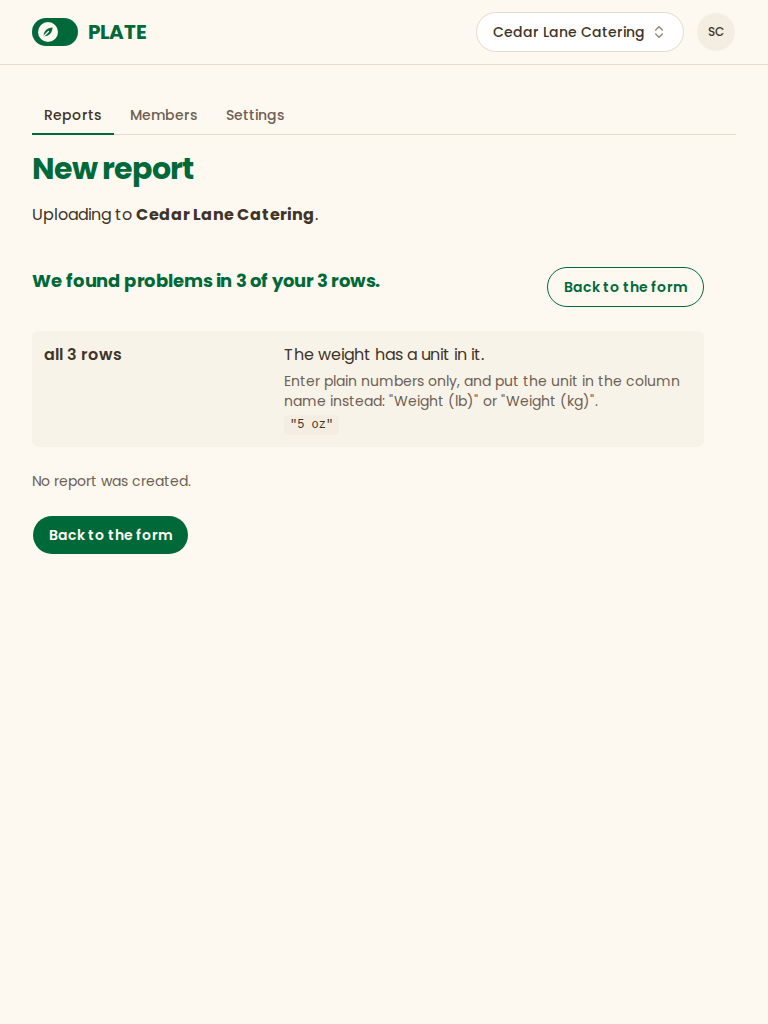 PLATE
Cedar Lane Catering
SC
Reports
Members
Settings
New report
Uploading to Cedar Lane Catering.
We found problems in 3 of your 3 rows.
Back to the form
all 3 rows
The weight has a unit in it.
Enter plain numbers only, and put the unit in the column
name instead: "Weight (lb)" or "Weight (kg)".
"5 oz"
No report was created.
Back to the form